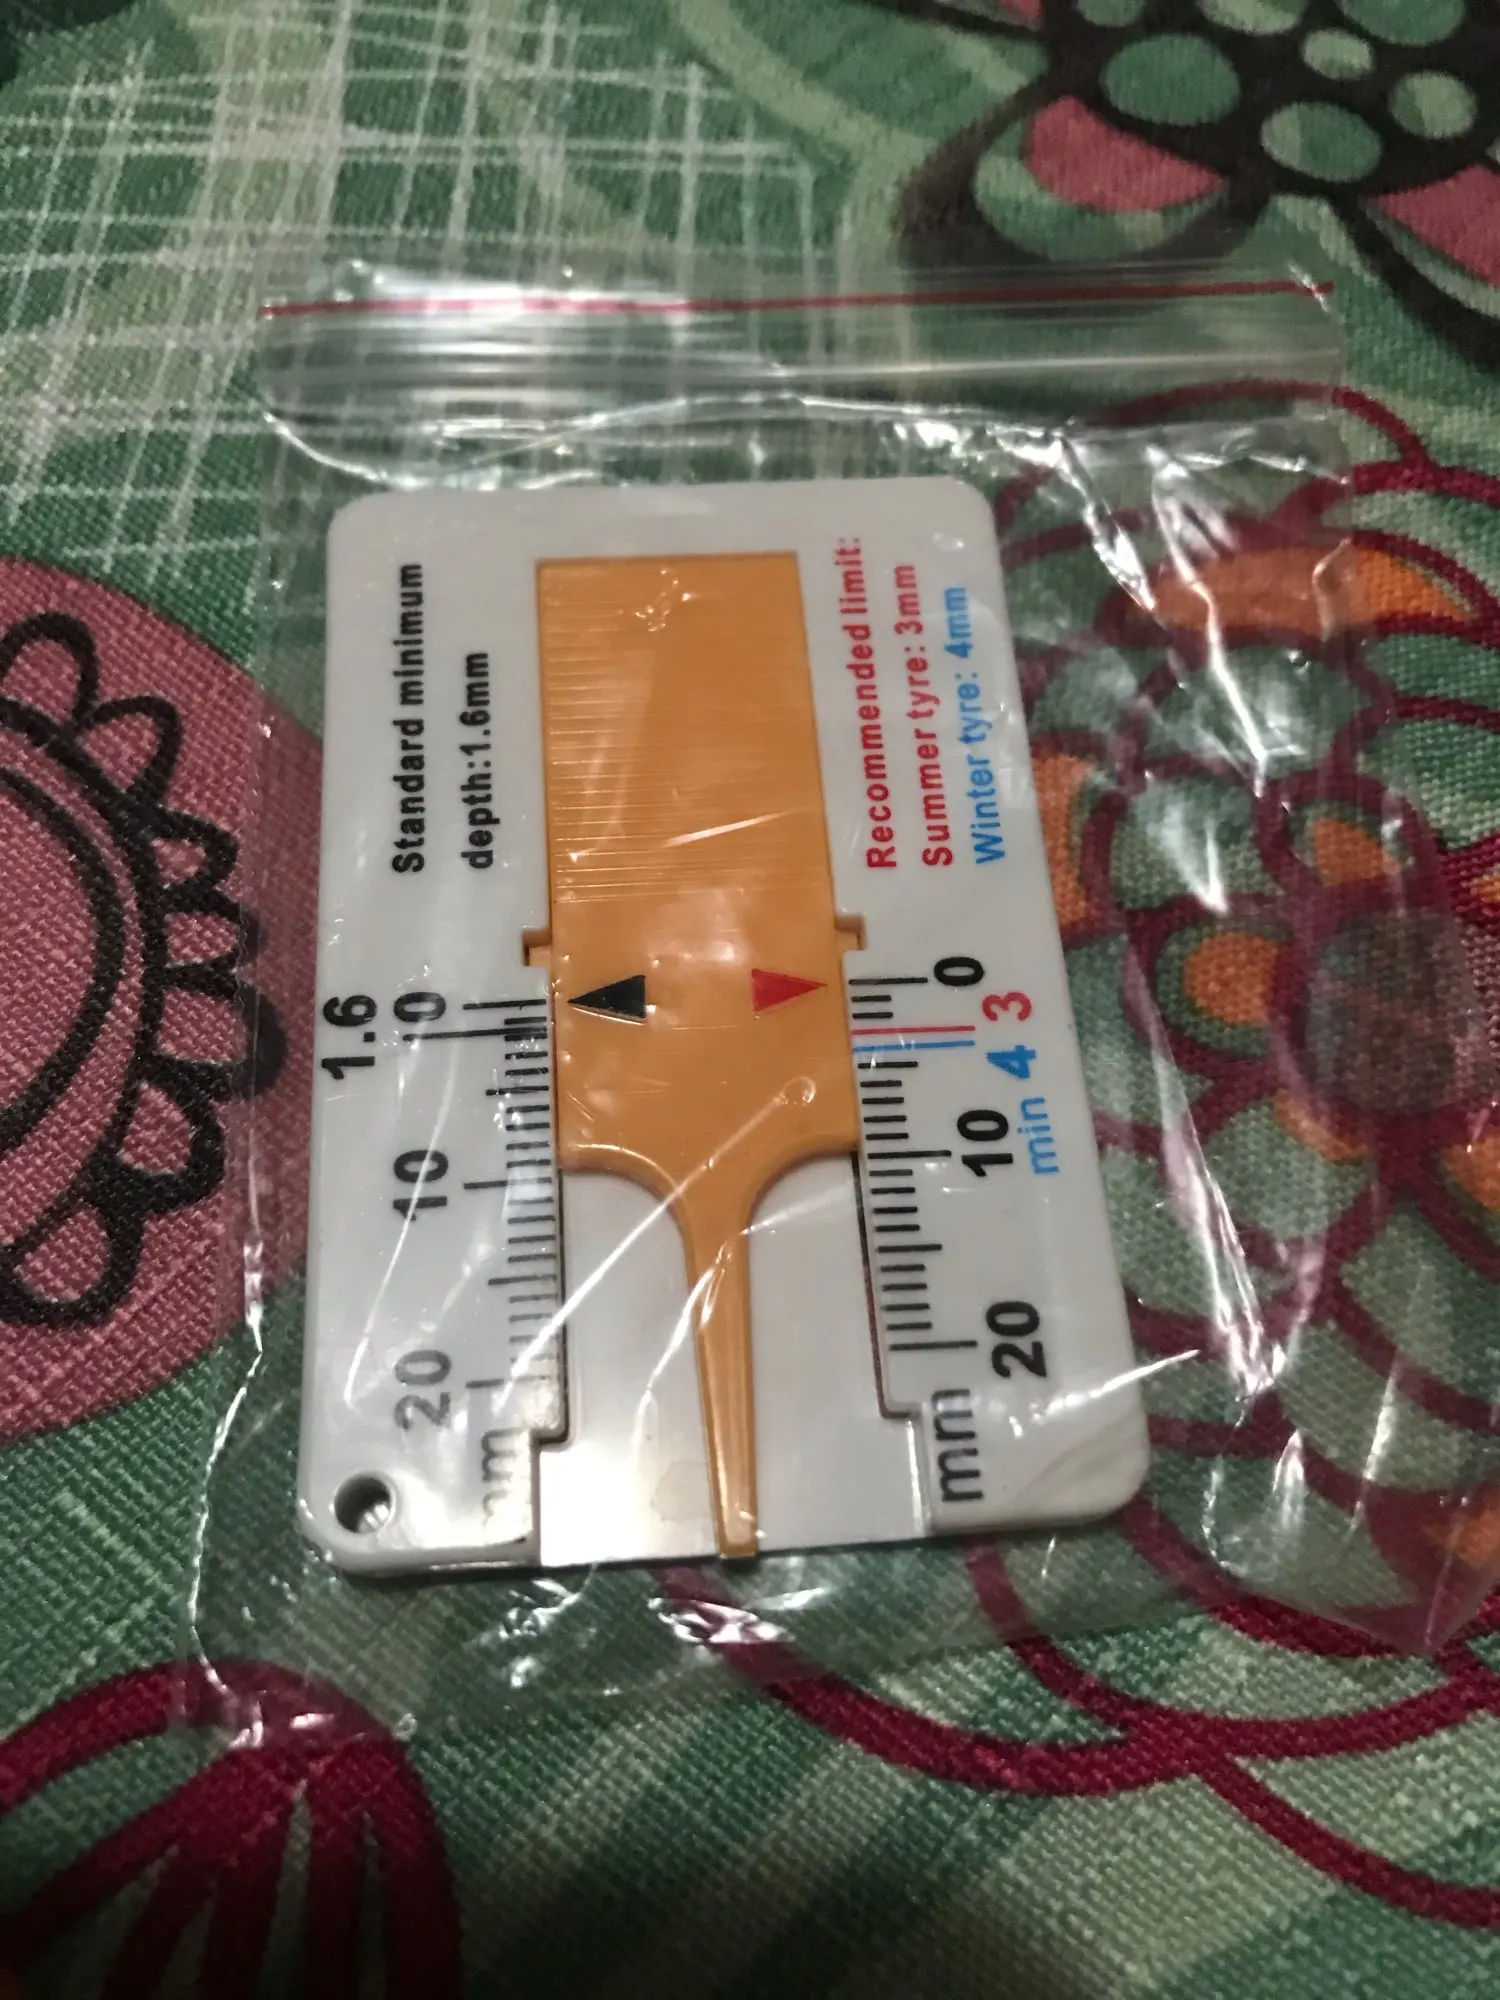 Standard minimum
depth:1.6mm
Recommended limit:
Summer tyre: 3mm
Winter tyre: 4mm
1.6
0
10
20
mm
0
3
4
min
10
20
mm